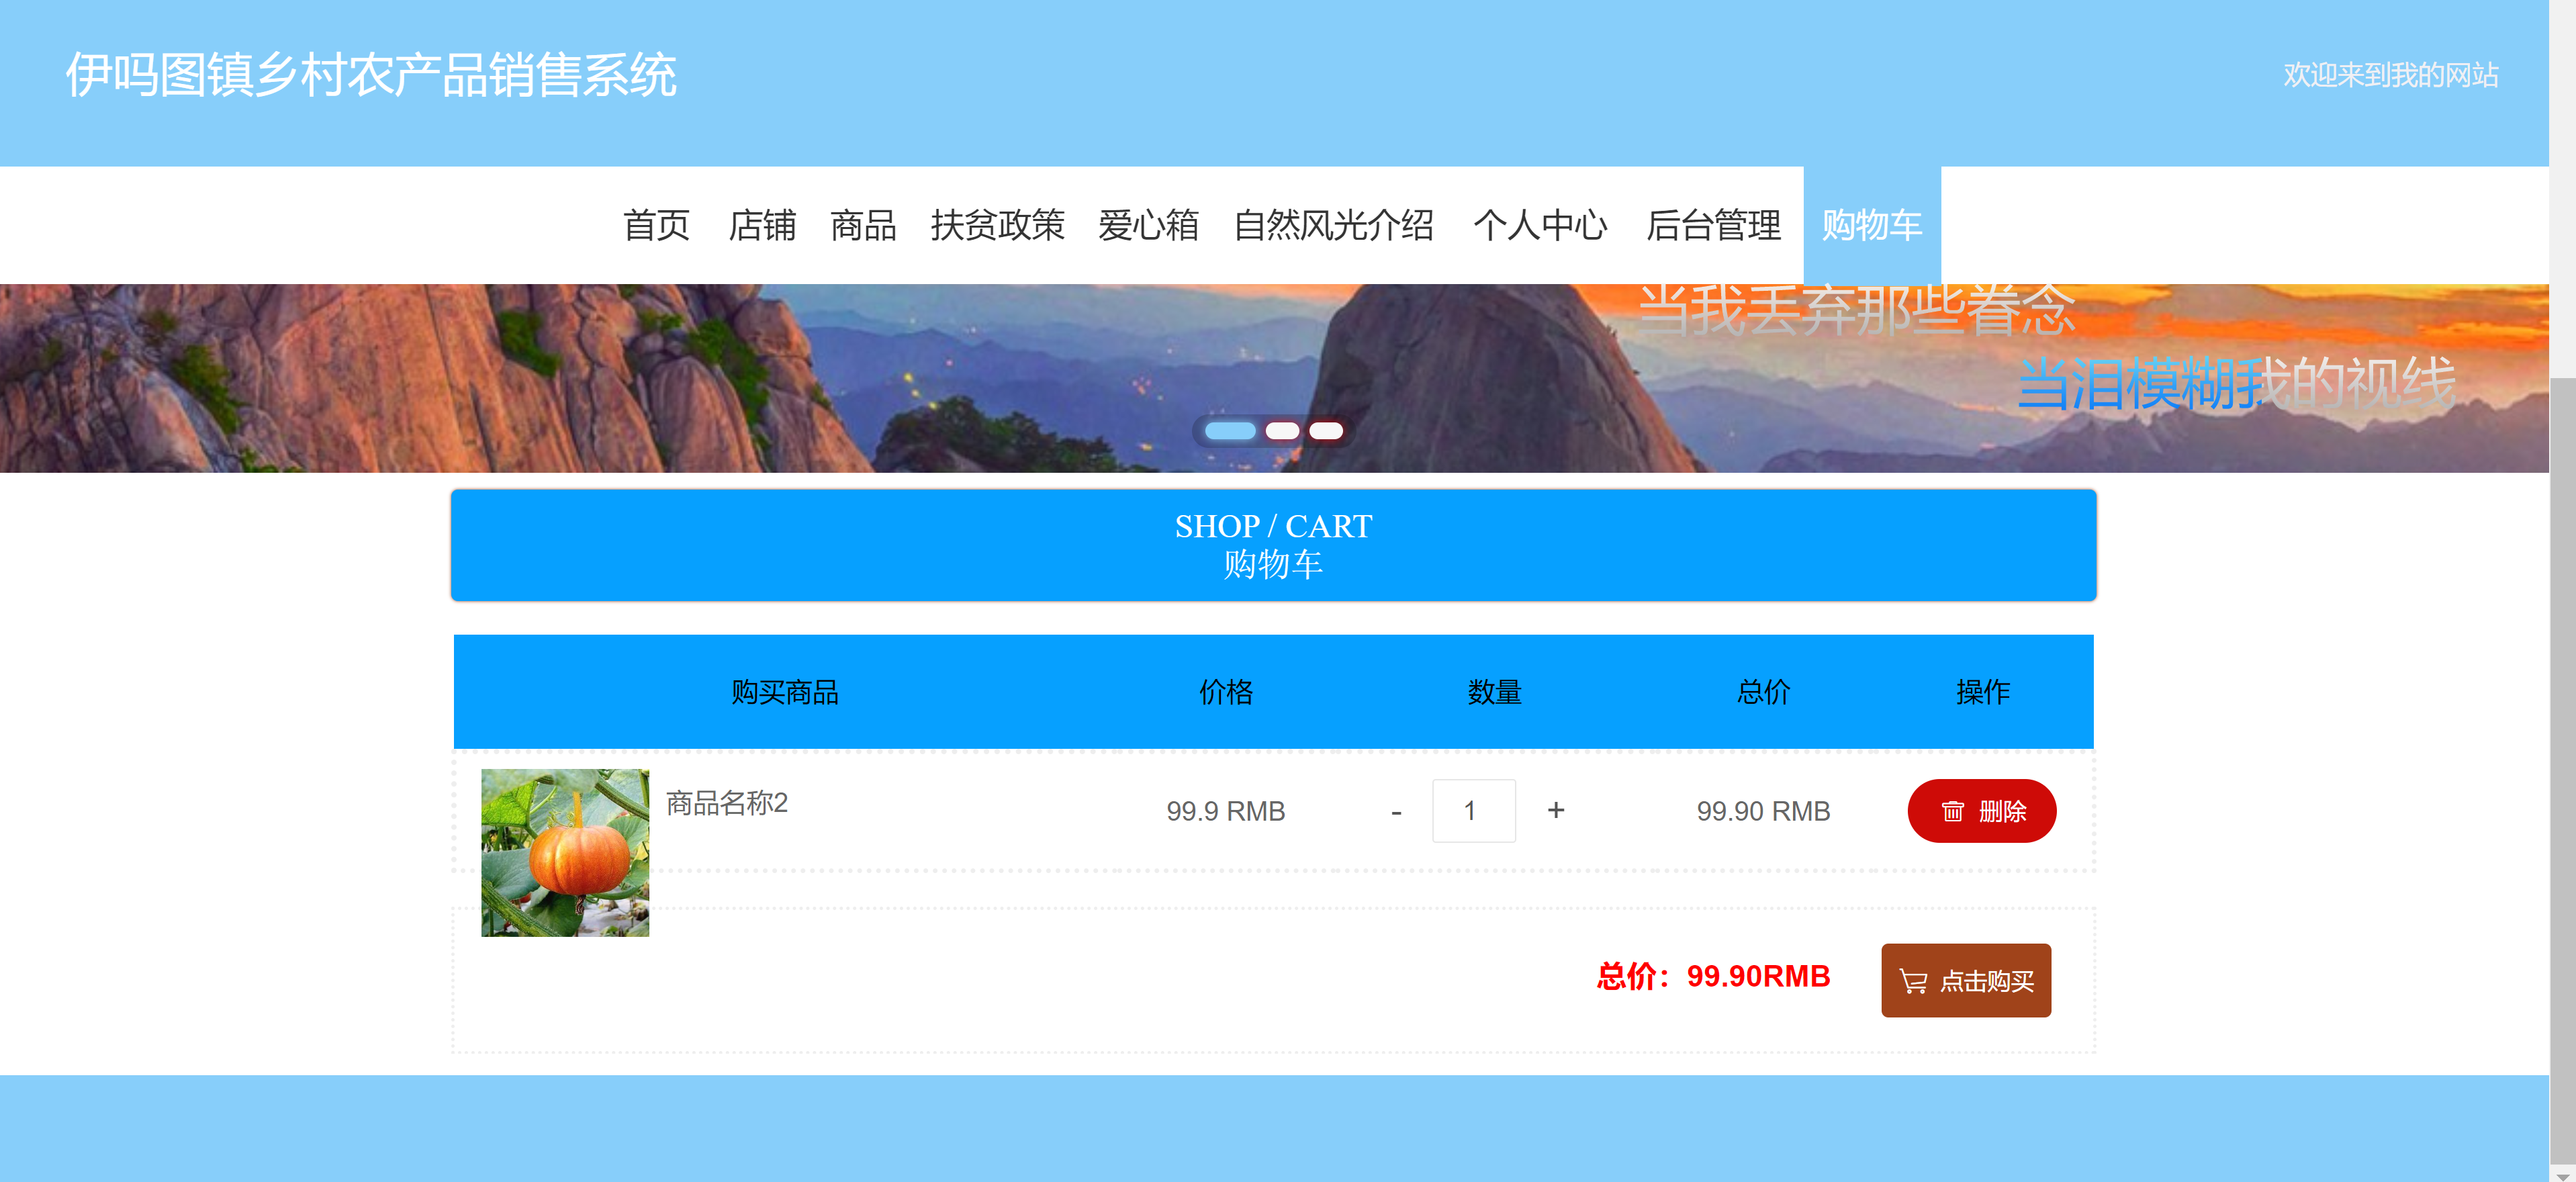 伊吗图镇乡村农产品销售系统
欢迎来到我的网站
首页 店铺 商品 扶贫政策 爱心箱 自然风光介绍 个人中心 后台管理 购物车
当我丢弃那些眷念
当泪模糊我的视线
SHOP / CART
购物车
购买商品 价格 数量 总价 操作
商品名称2 99.9 RMB - 1 + 99.90 RMB 删除
总价：99.90RMB 点击购买